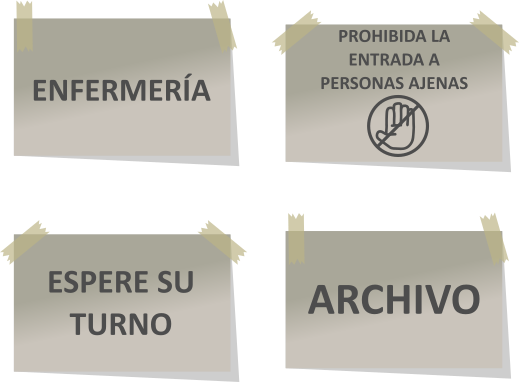 ENFERMERÍA
PROHIBIDA LA
ENTRADA A
PERSONAS AJENAS
ESPERE SU
TURNO
ARCHIVO